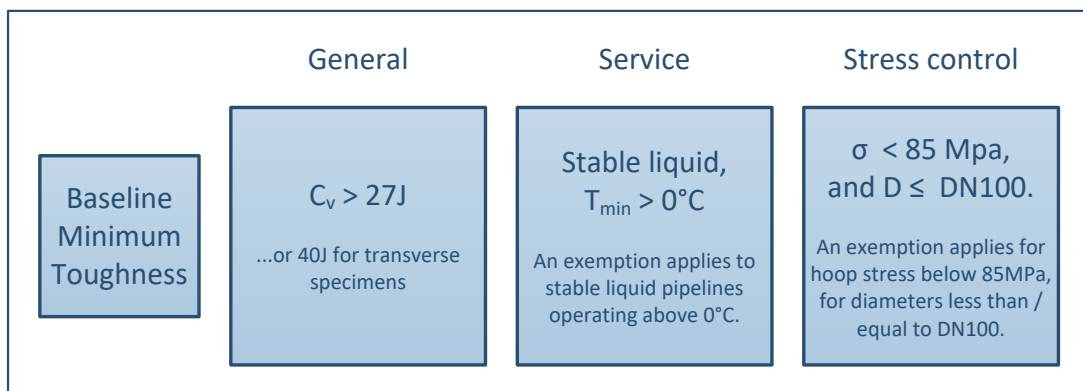 General
Service
Stress control
Baseline
Minimum
Toughness
Cᵥ > 27J
...or 40J for transverse
specimens
Stable liquid,
Tₘᵢₙ > 0°C
An exemption applies to
stable liquid pipelines
operating above 0°C.
σ < 85 Mpa,
and D ≤ DN100.
An exemption applies for
hoop stress below 85MPa,
for diameters less than /
equal to DN100.